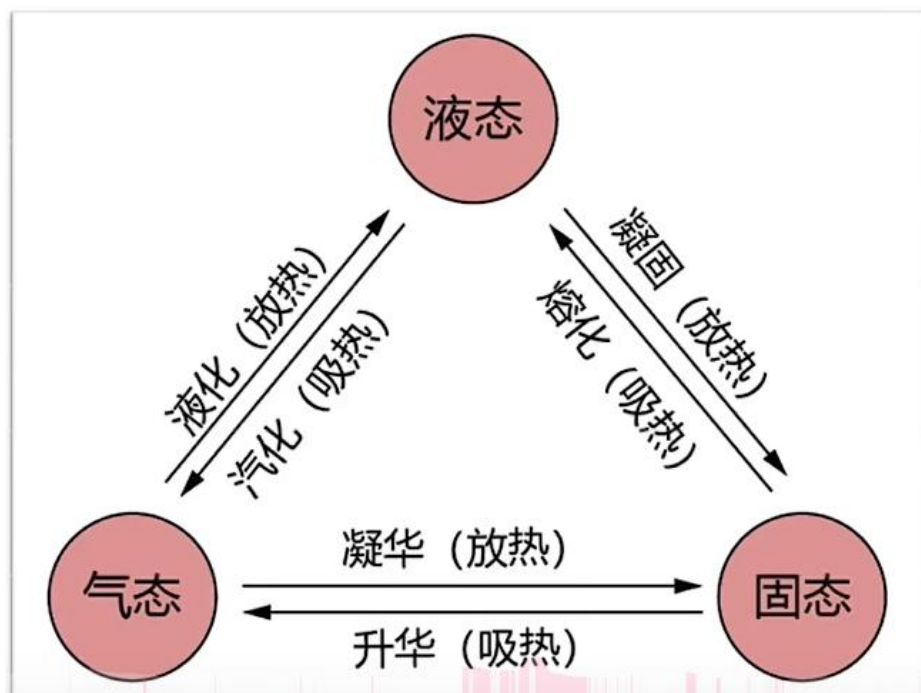 液态
液化（放热）
汽化（吸热）
凝固（放热）
熔化（吸热）
凝华（放热）
气态
固态
升华（吸热）